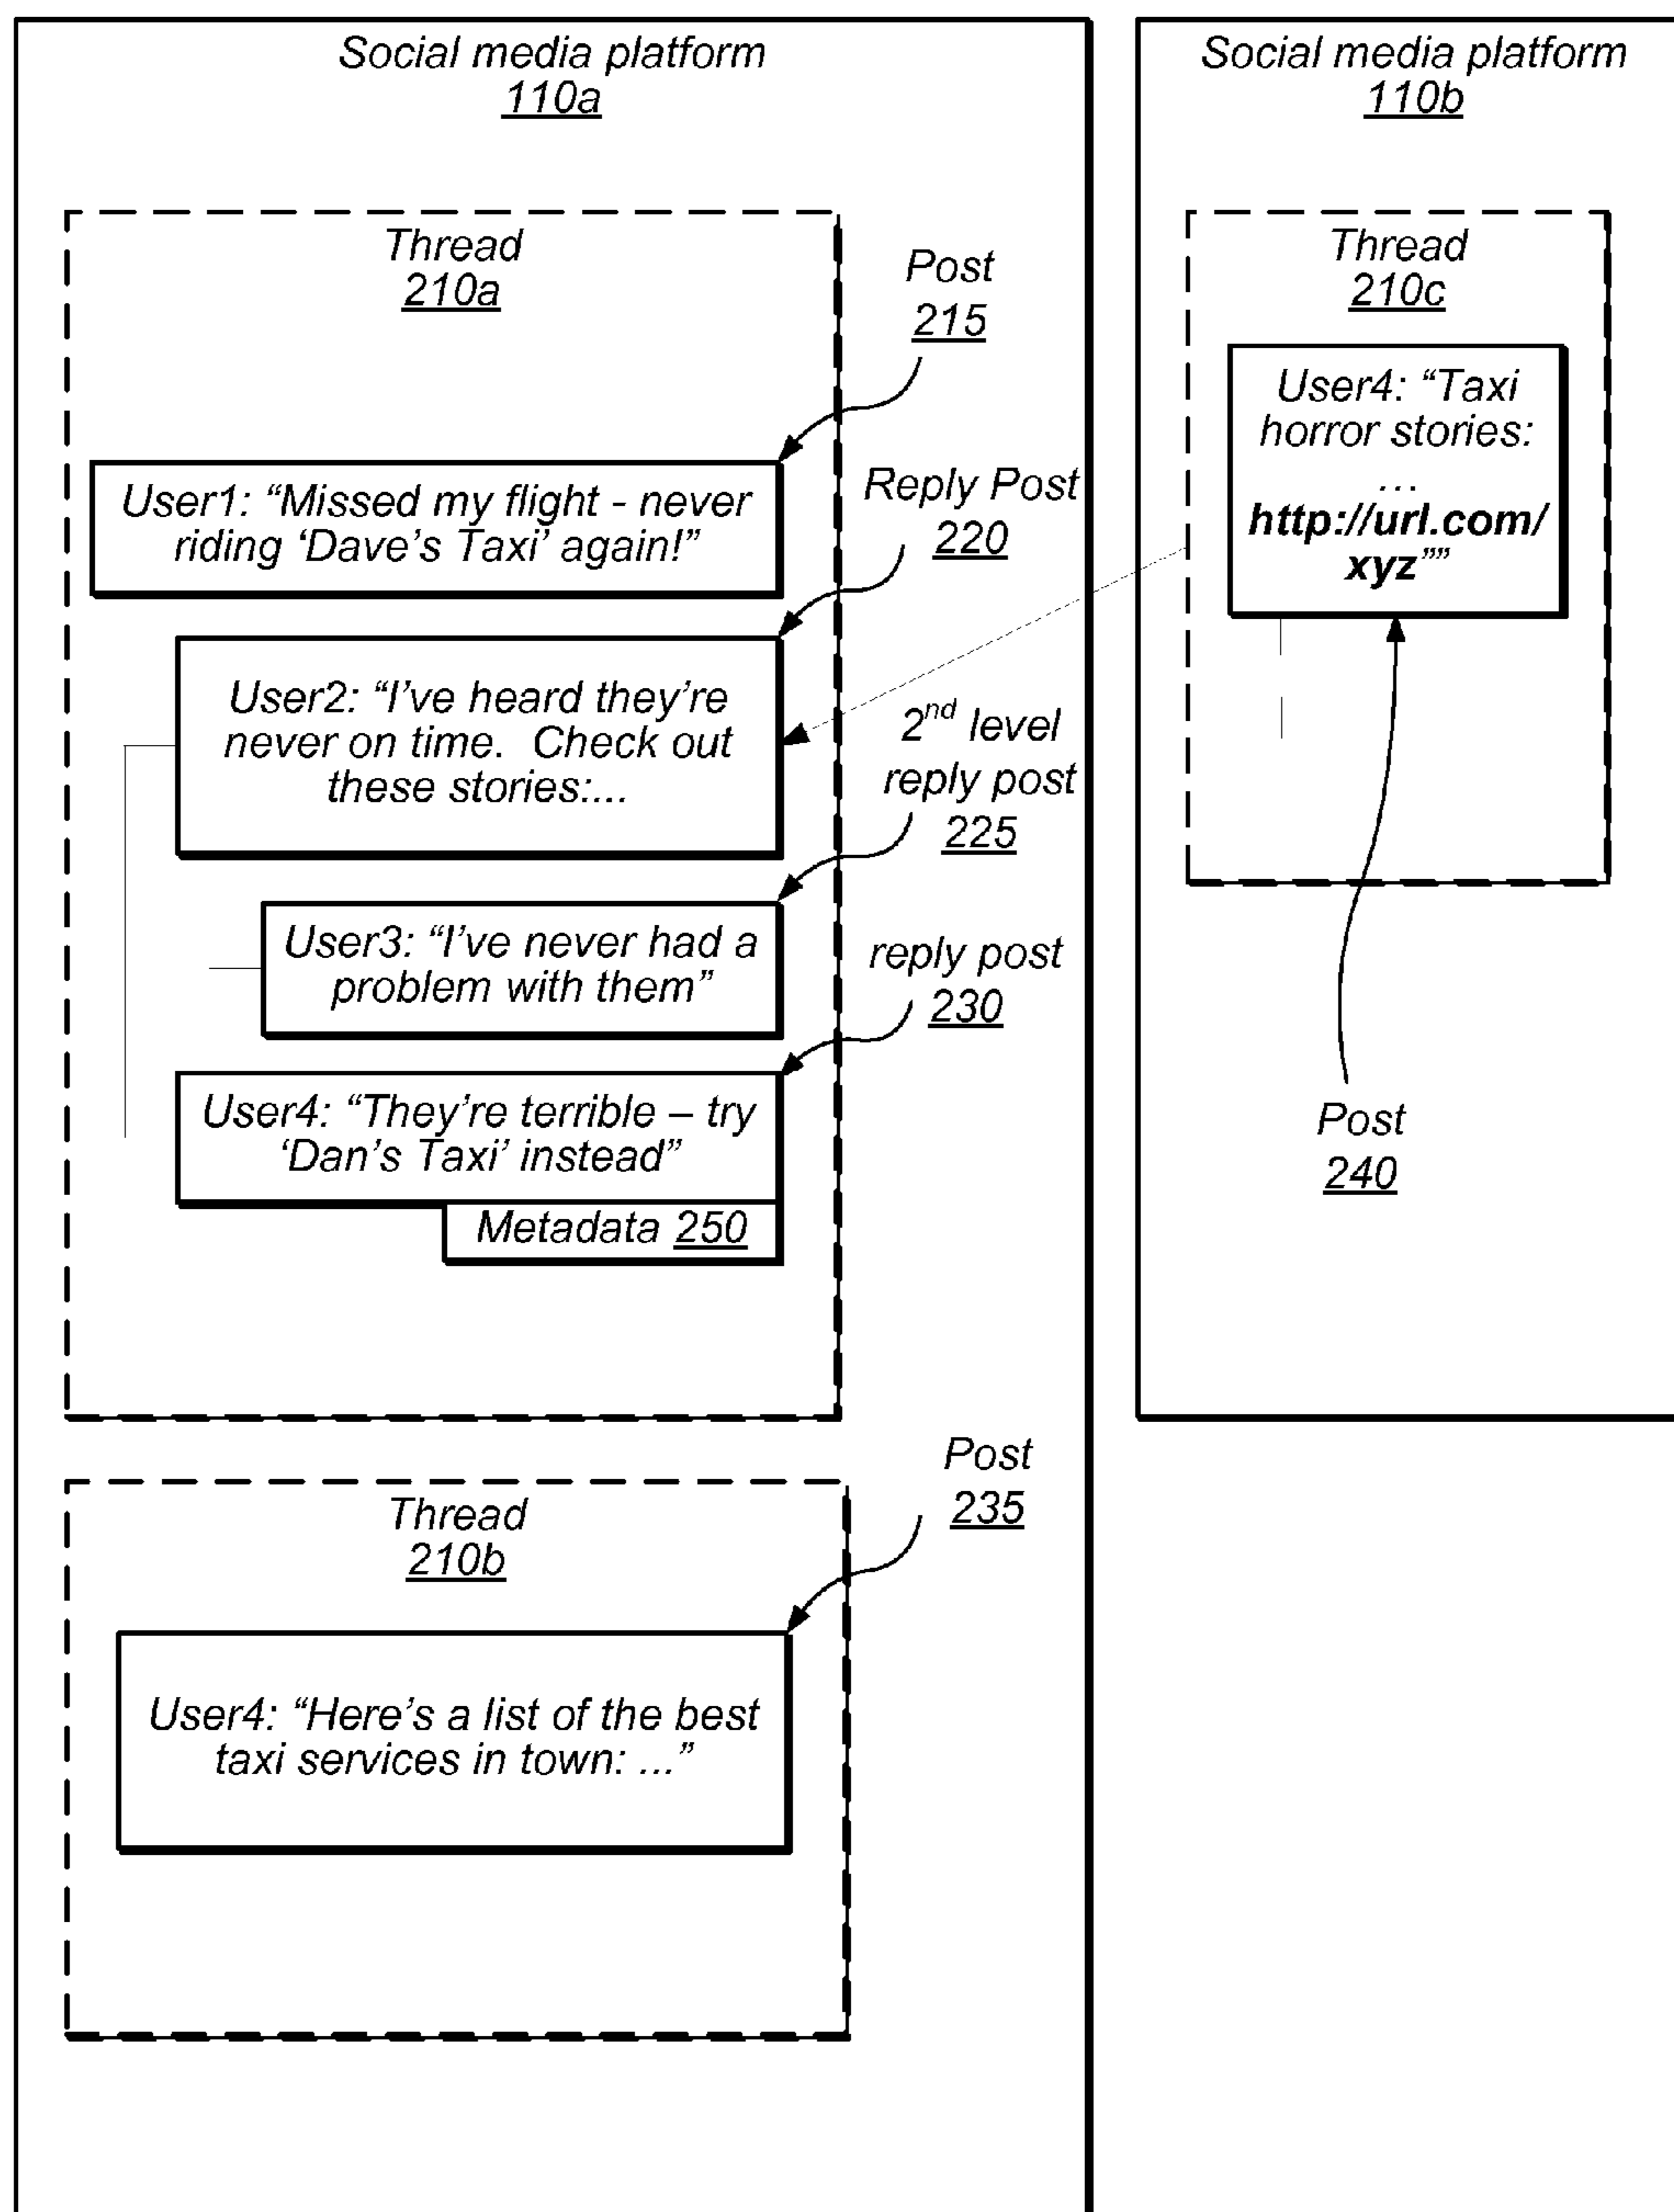 Social media platform
110a
Thread
210a
Post
215
User1: “Missed my flight - never
riding ‘Dave’s Taxi’ again!”
Reply Post
220
User2: “I’ve heard they’re
never on time.  Check out
these stories:...
2nd level
reply post
225
User3: “I’ve never had a
problem with them”
reply post
230
User4: “They’re terrible – try
‘Dan’s Taxi’ instead”
Metadata 250
Thread
210b
Post
235
User4: “Here’s a list of the best
taxi services in town: ...”
Social media platform
110b
Thread
210c
User4: “Taxi
horror stories:
...
http://url.com/
xyz””
Post
240